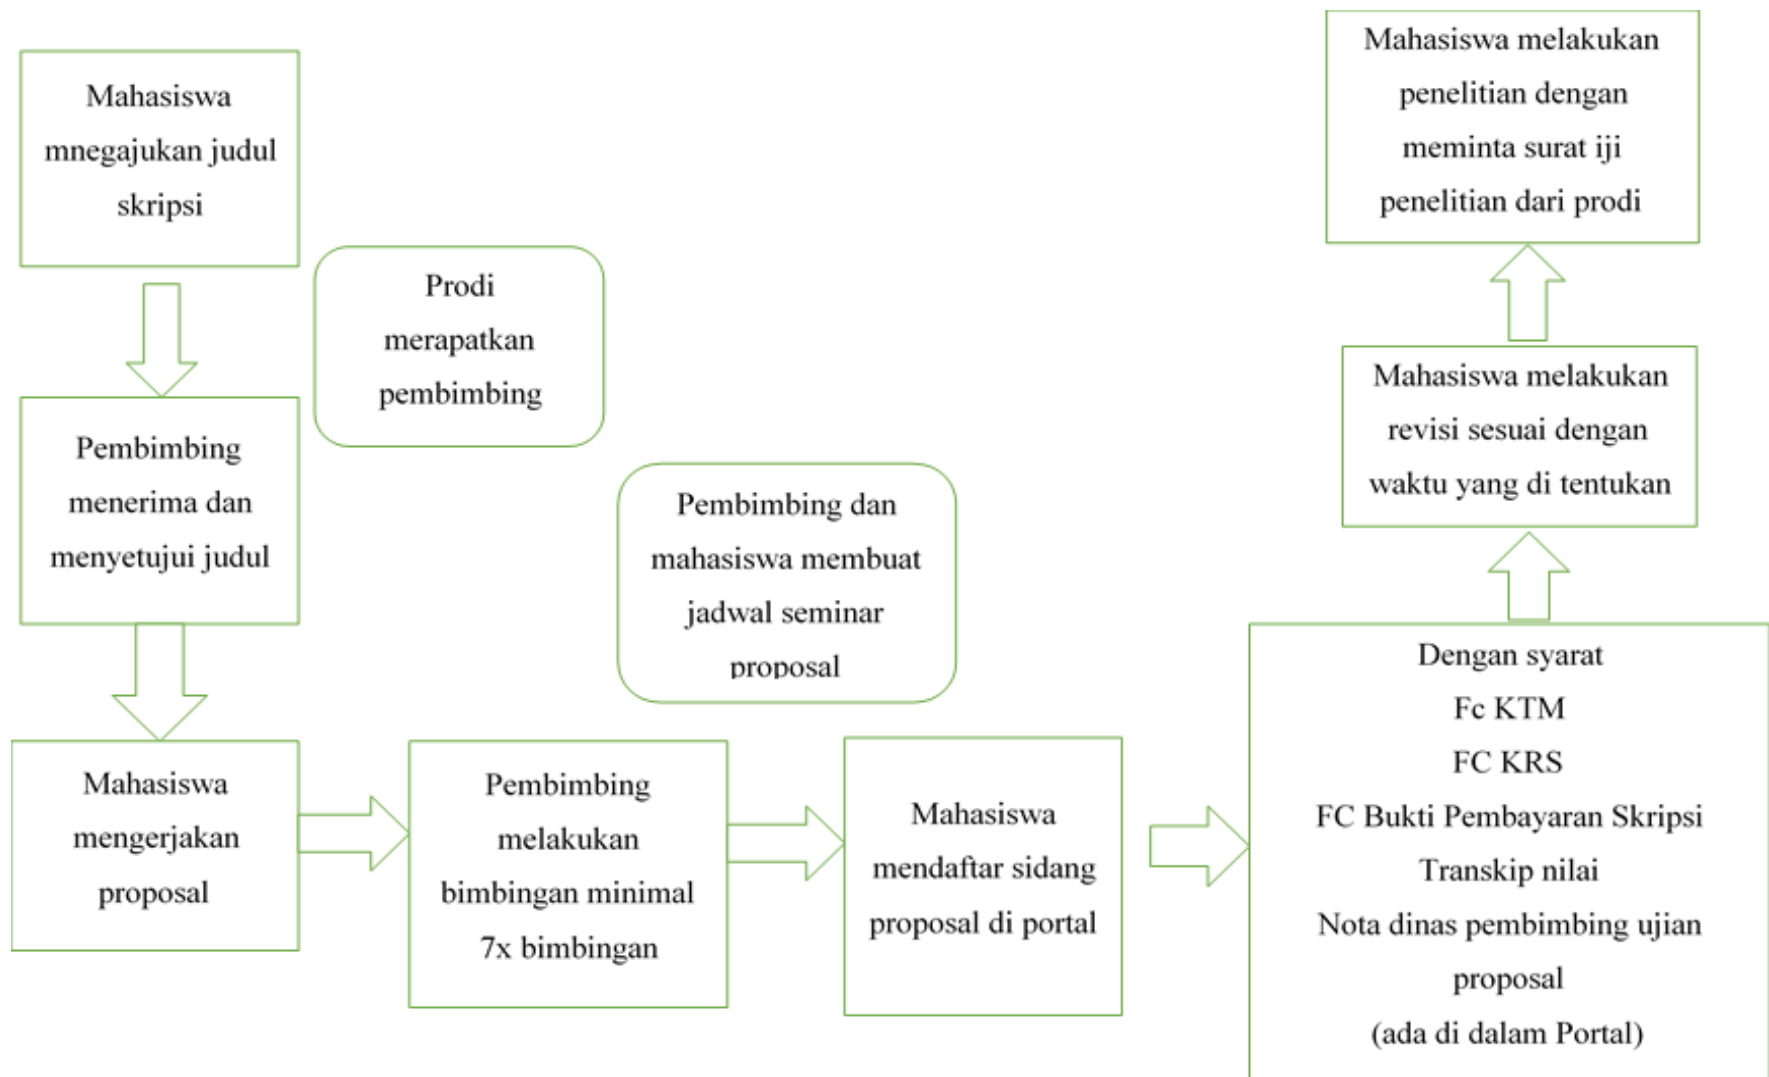 Mahasiswa
mnegajukan judul
skripsi
Prodi
merapatkan
pembimbing
Pembimbing
menerima dan
menyetujui judul
Mahasiswa
mengerjakan
proposal
Pembimbing
melakukan
bimbingan minimal
7x bimbingan
Pembimbing dan
mahasiswa membuat
jadwal seminar
proposal
Mahasiswa
mendaftar sidang
proposal di portal
Dengan syarat
Fc KTM
FC KRS
FC Bukti Pembayaran Skripsi
Transkip nilai
Nota dinas pembimbing ujian
proposal
(ada di dalam Portal)
Mahasiswa melakukan
revisi sesuai dengan
waktu yang di tentukan
Mahasiswa melakukan
penelitian dengan
meminta surat iji
penelitian dari prodi